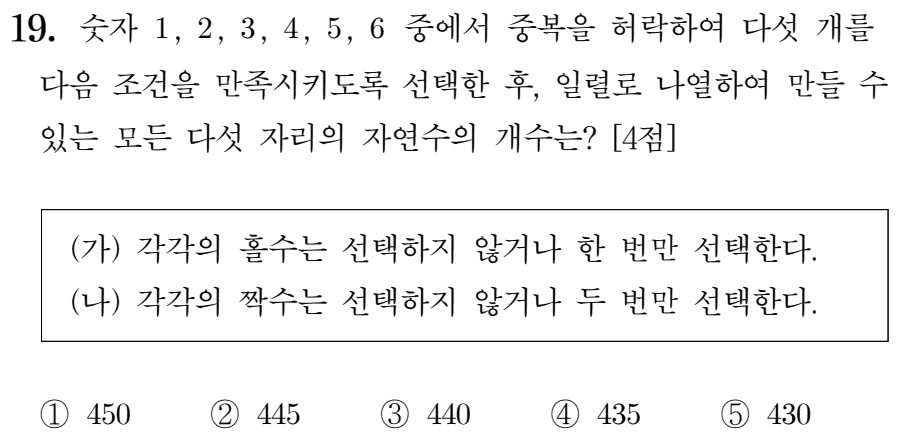 19. 숫자 1, 2, 3, 4, 5, 6 중에서 중복을 허락하여 다섯 개를
다음 조건을 만족시키도록 선택한 후, 일렬로 나열하여 만들 수
있는 모든 다섯 자리의 자연수의 개수는? [4점]
(가) 각각의 홀수는 선택하지 않거나 한 번만 선택한다.
(나) 각각의 짝수는 선택하지 않거나 두 번만 선택한다.
① 450 ② 445 ③ 440 ④ 435 ⑤ 430